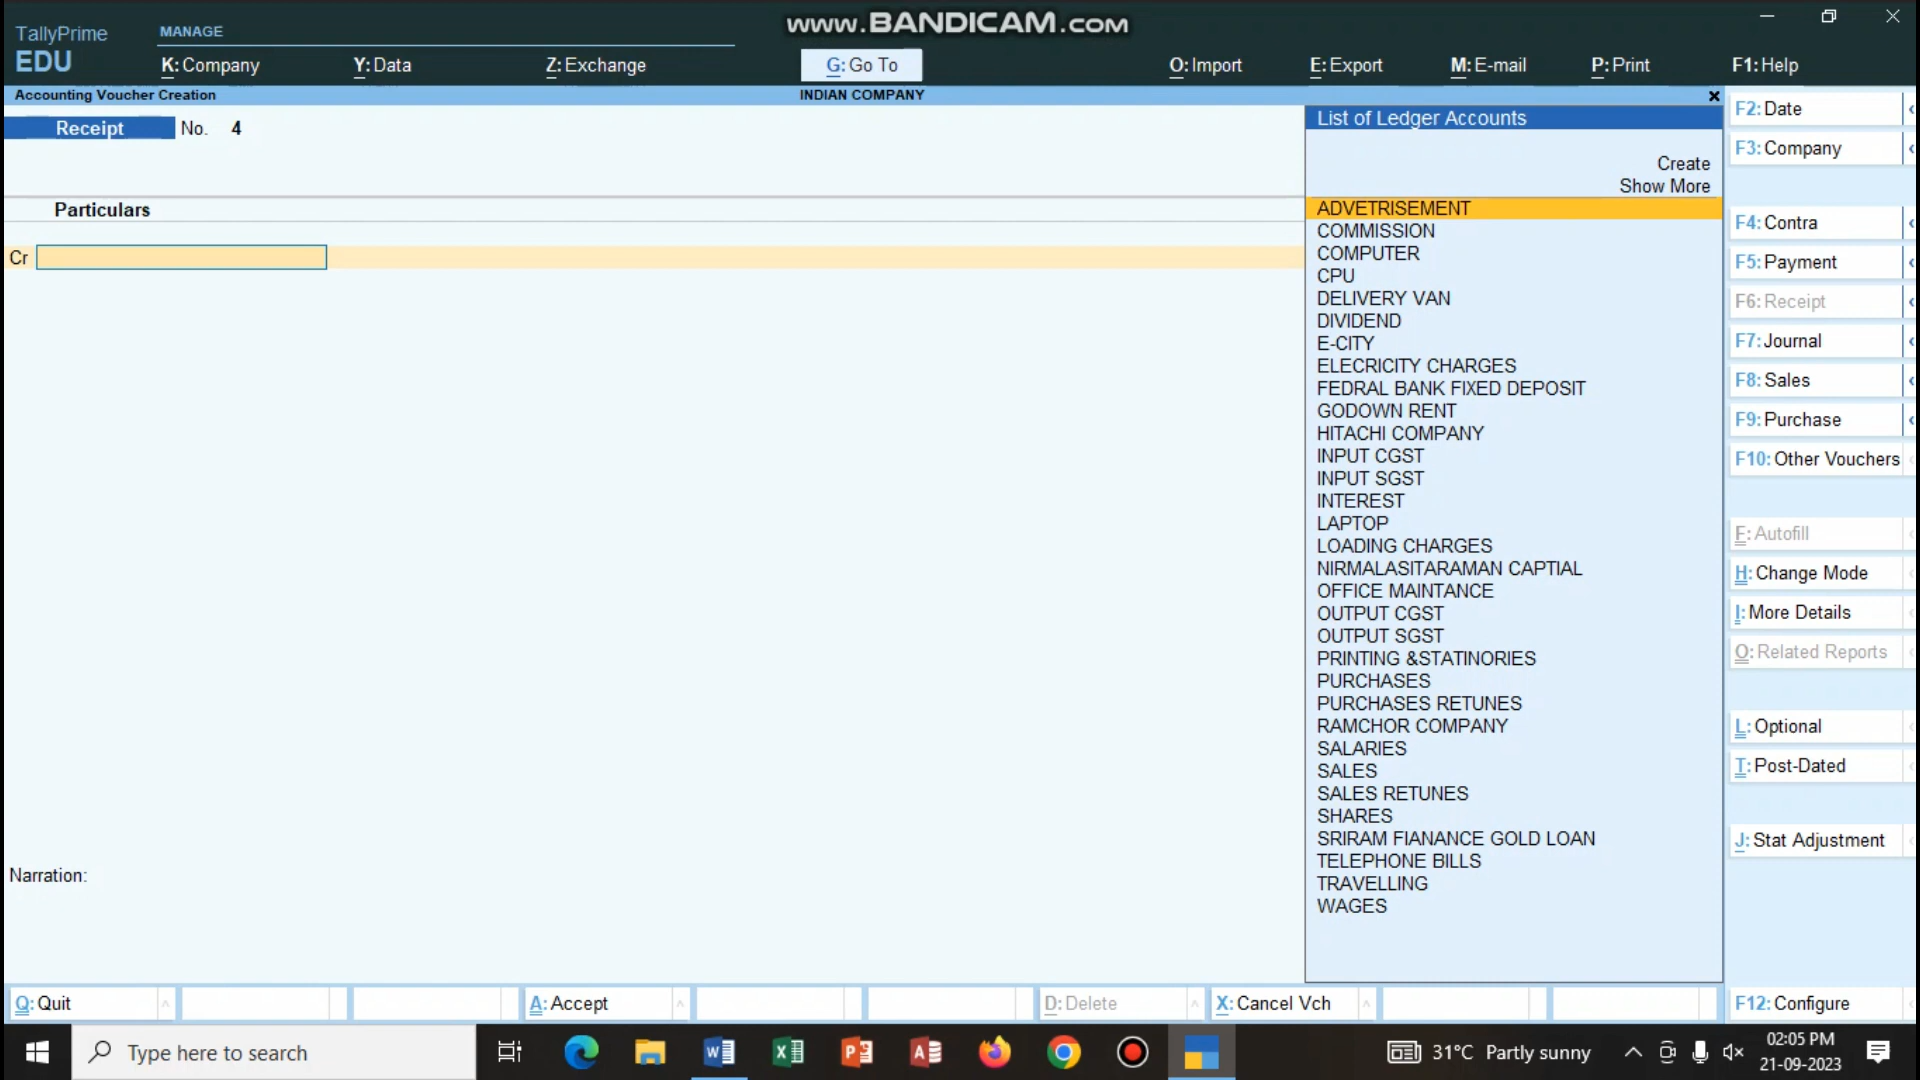 www.BANDICAM.com
TallyPrime
EDU
MANAGE
K: Company
Y: Data
Z: Exchange
G: Go To
O: Import
E: Export
M: E-mail
P: Print
F1: Help
Accounting Voucher Creation
INDIAN COMPANY
Receipt No. 4
Particulars
Cr
Narration:
List of Ledger Accounts
Create
Show More
ADVETRISEMENT
COMMISSION
COMPUTER
CPU
DELIVERY VAN
DIVIDEND
E-CITY
ELECRICITY CHARGES
FEDRAL BANK FIXED DEPOSIT
GODOWN RENT
HITACHI COMPANY
INPUT CGST
INPUT SGST
INTEREST
LAPTOP
LOADING CHARGES
NIRMALASITARAMAN CAPTIAL
OFFICE MAINTANCE
OUTPUT CGST
OUTPUT SGST
PRINTING &STATINORIES
PURCHASES
PURCHASES RETUNES
RAMCHOR COMPANY
SALARIES
SALES
SALES RETUNES
SHARES
SRIRAM FIANANCE GOLD LOAN
TELEPHONE BILLS
TRAVELLING
WAGES
F2: Date
F3: Company
F4: Contra
F5: Payment
F6: Receipt
F7: Journal
F8: Sales
F9: Purchase
F10: Other Vouchers
F: Autofill
H: Change Mode
I: More Details
O: Related Reports
L: Optional
T: Post-Dated
J: Stat Adjustment
F12: Configure
Q: Quit
A: Accept
D: Delete
X: Cancel Vch
Type here to search
31°C Partly sunny
02:05 PM
21-09-2023